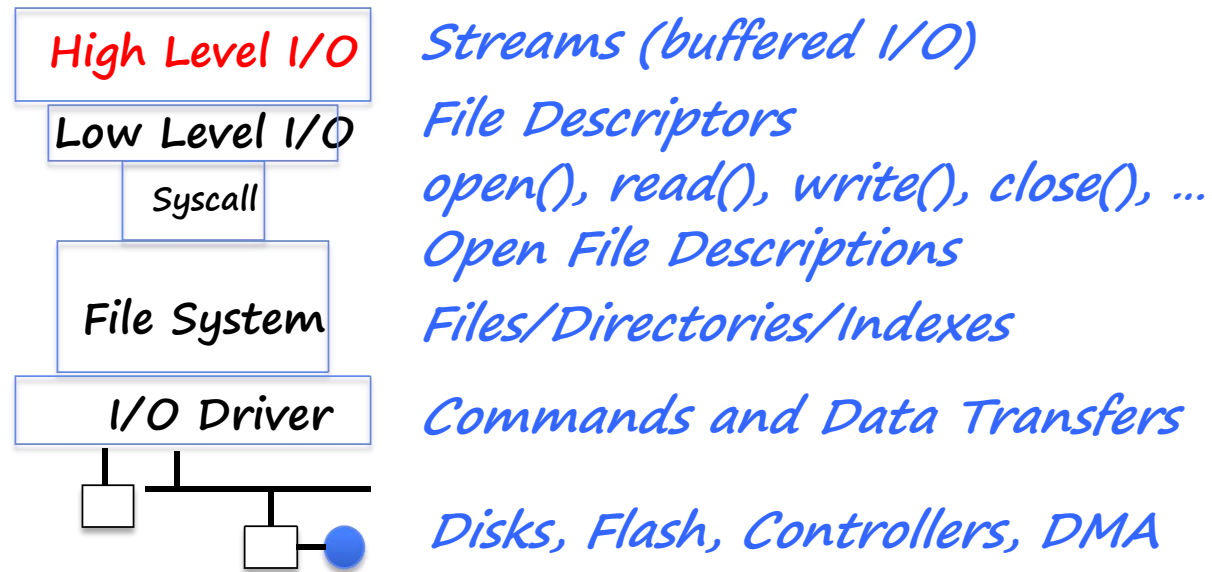 High Level I/O Streams (buffered I/O)
Low Level I/O File Descriptors
Syscall open(), read(), write(), close(), ...
Open File Descriptions
File System Files/Directories/Indexes
I/O Driver Commands and Data Transfers
Disks, Flash, Controllers, DMA